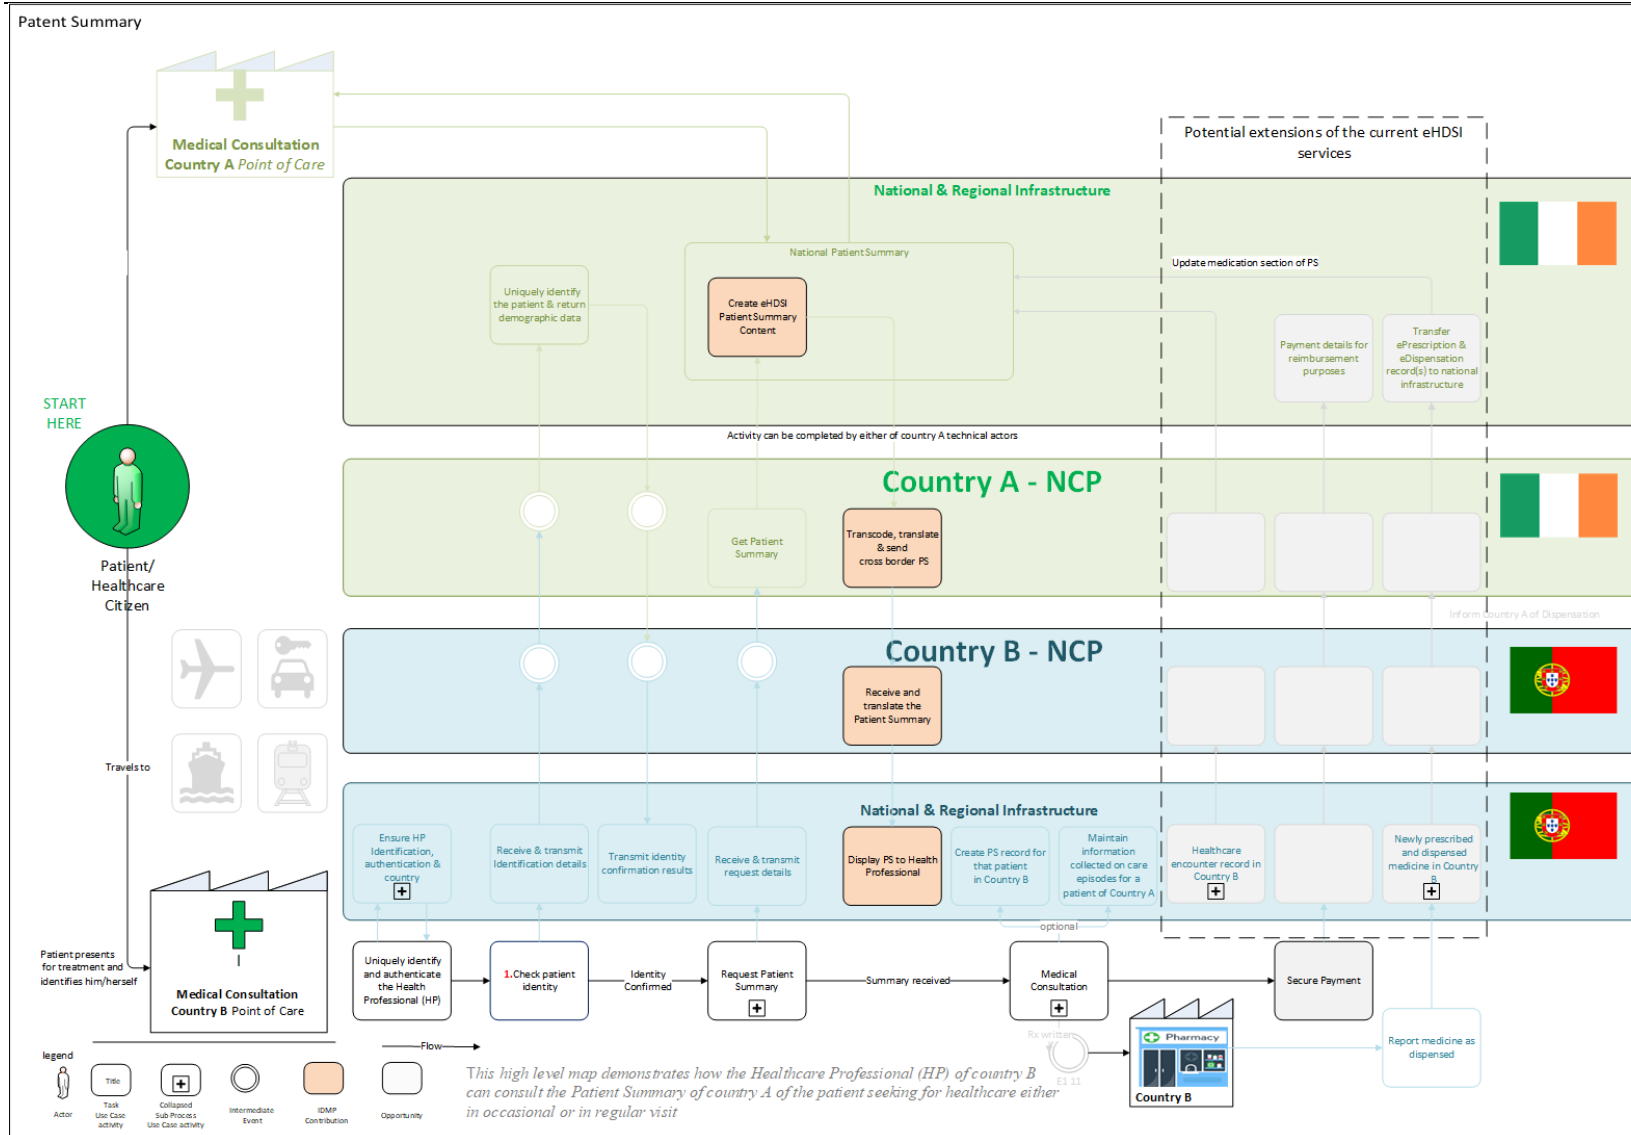 Patent Summary
Medical Consultation
Country A Point of Care
Potential extensions of the current eHDSI
services
National & Regional Infrastructure
National Patient Summary
Update medication section of PS
Uniquely identify
the patient & return
demographic data
Create eHDSI
Patient Summary
Content
Payment details for
reimbursement
purposes
Transfer
ePrescription &
eDispensation
record(s) to national
infrastructure
START
HERE
Activity can be completed by either of country A technical actors
Country A - NCP
Get Patient
Summary
Transcode, translate
& send
cross border PS
Patient/
Healthcare
Citizen
Inform Country A of Dispensation
Country B - NCP
Receive and
translate the
Patient Summary
Travels to
National & Regional Infrastructure
Ensure HP
Identification,
authentication &
country
Receive & transmit
Identification details
Transmit identity
confirmation results
Receive & transmit
request details
Display PS to Health
Professional
Create PS record for
that patient
in Country B
Maintain
information
collected on care
episodes for a
patient of Country A
Healthcare
encounter record in
Country B
Newly prescribed
and dispensed
medicine in Country
B
optional
Patient presents
for treatment and
identifies him/herself
Medical Consultation
Country B Point of Care
Uniquely identify
and authenticate
the Health
Professional (HP)
1.Check patient
identity
Identity
Confirmed
Request Patient
Summary
Summary received
Medical
Consultation
Secure Payment
Rx written
E1 11
Pharmacy
Country B
Report medicine as
dispensed
legend
Actor
Title
Task
Use Case
activity
Collapsed
Sub Process
Use Case activity
Intermediate
Event
IDMP
Contribution
Opportunity
Flow
This high level map demonstrates how the Healthcare Professional (HP) of country B
can consult the Patient Summary of country A of the patient seeking for healthcare either
in occasional or in regular visit